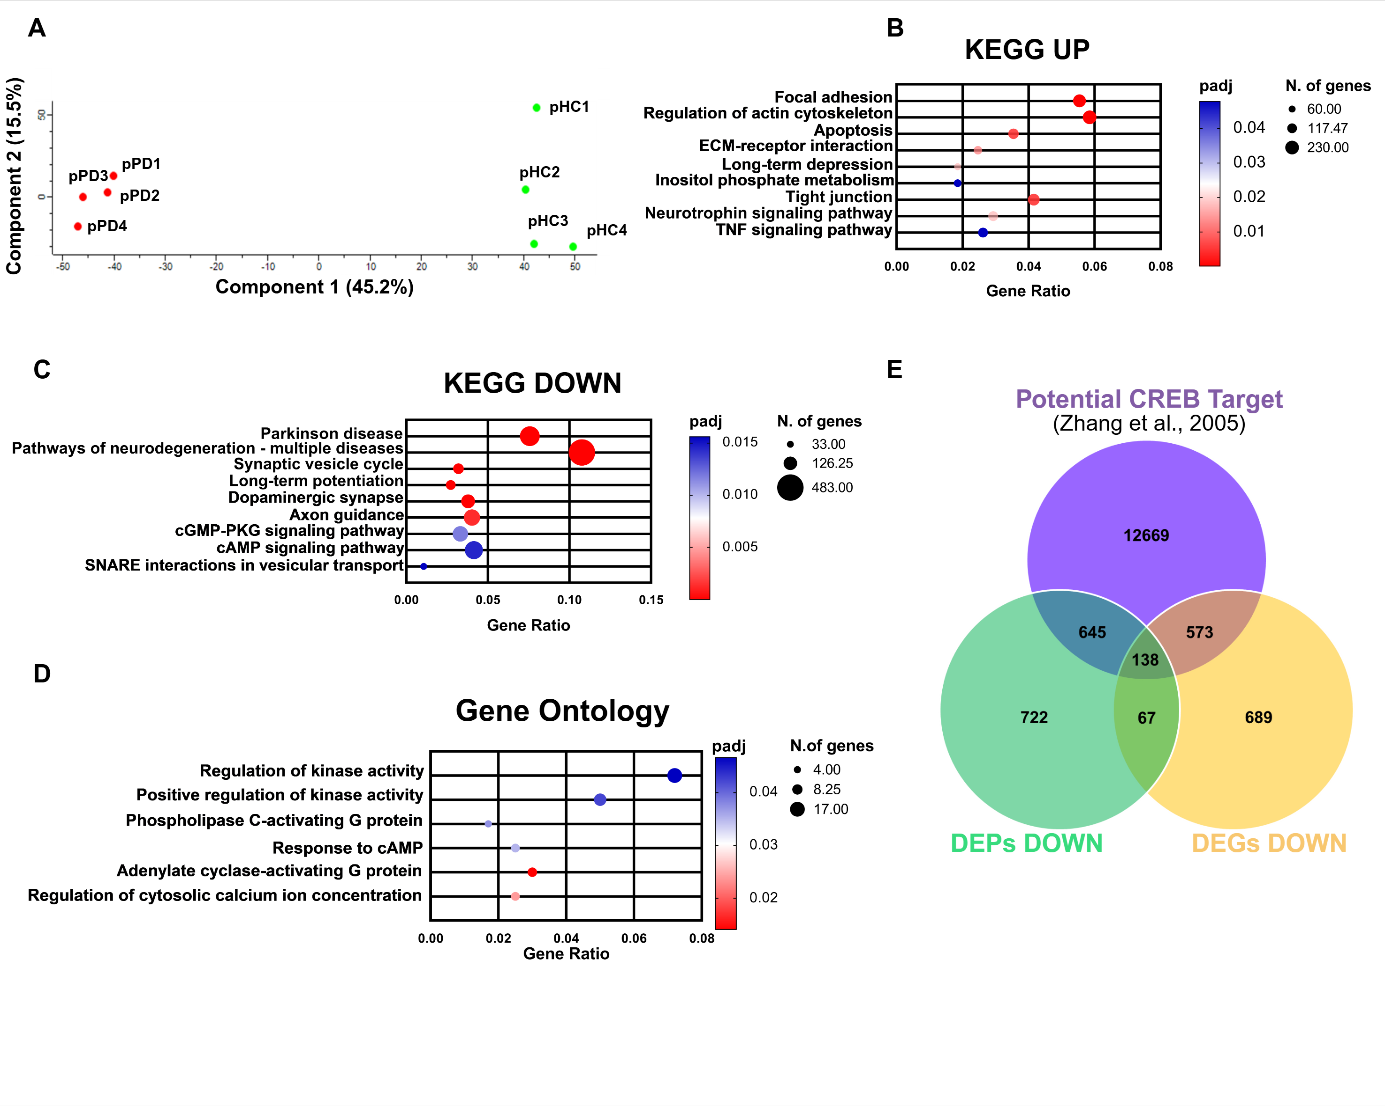 A
Component 2 (15.5%)
50
0
pHC1
pPD1
pPD3
pPD2
pPD4
pHC2
pHC3
pHC4
-50
-40
-30
-20
-10
0
10
20
30
40
50
Component 1 (45.2%)
B
KEGG UP
Focal adhesion
Regulation of actin cytoskeleton
Apoptosis
ECM-receptor interaction
Long-term depression
Inositol phosphate metabolism
Tight junction
Neurotrophin signaling pathway
TNF signaling pathway
0.00
0.02
0.04
0.06
0.08
Gene Ratio
padj
0.04
0.03
0.02
0.01
N. of genes
60.00
117.47
230.00
C
KEGG DOWN
Parkinson disease
Pathways of neurodegeneration - multiple diseases
Synaptic vesicle cycle
Long-term potentiation
Dopaminergic synapse
Axon guidance
cGMP-PKG signaling pathway
cAMP signaling pathway
SNARE interactions in vesicular transport
0.00
0.05
0.10
0.15
Gene Ratio
padj
0.015
0.010
0.005
N. of genes
33.00
126.25
483.00
D
Gene Ontology
Regulation of kinase activity
Positive regulation of kinase activity
Phospholipase C-activating G protein
Response to cAMP
Adenylate cyclase-activating G protein
Regulation of cytosolic calcium ion concentration
0.00
0.02
0.04
0.06
0.08
Gene Ratio
padj
0.04
0.03
0.02
N.of genes
4.00
8.25
17.00
E
Potential CREB Target
(Zhang et al., 2005)
12669
645
573
138
722
67
689
DEPs DOWN
DEGs DOWN